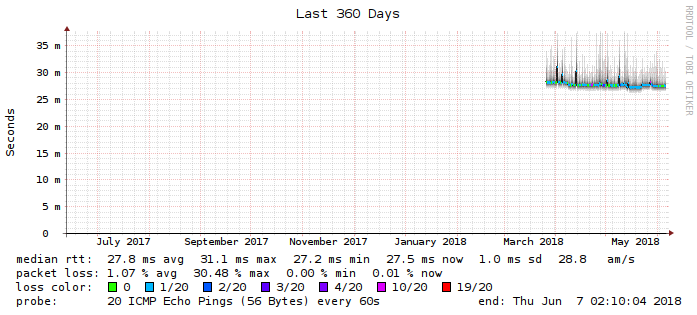 Last 360 Days
RRDTOOL / TOBI OETIKER
Seconds
35 m
30 m
25 m
20 m
15 m
10 m
5 m
0
July 2017 September 2017 November 2017 January 2018 March 2018 May 2018
median rtt: 27.8 ms avg 31.1 ms max 27.2 ms min 27.5 ms now 1.0 ms sd 28.8 am/s
packet loss: 1.07 % avg 30.48 % max 0.00 % min 0.01 % now
loss color: 0 1/20 2/20 3/20 4/20 10/20 19/20
probe: 20 ICMP Echo Pings (56 Bytes) every 60s end: Thu Jun 7 02:10:04 2018